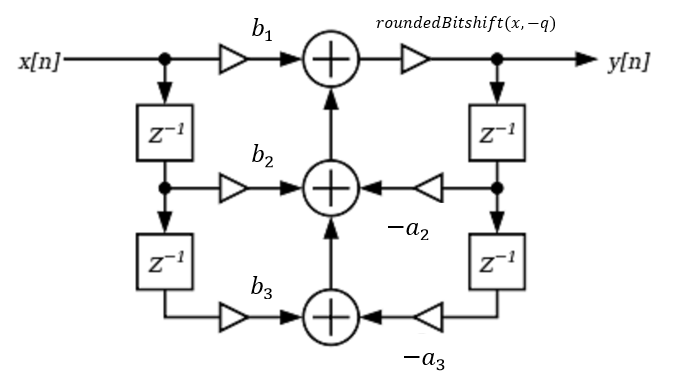 b₁
roundedBitshift(x,−q)
x[n]
y[n]
z⁻¹
z⁻¹
b₂
−a₂
z⁻¹
z⁻¹
b₃
−a₃